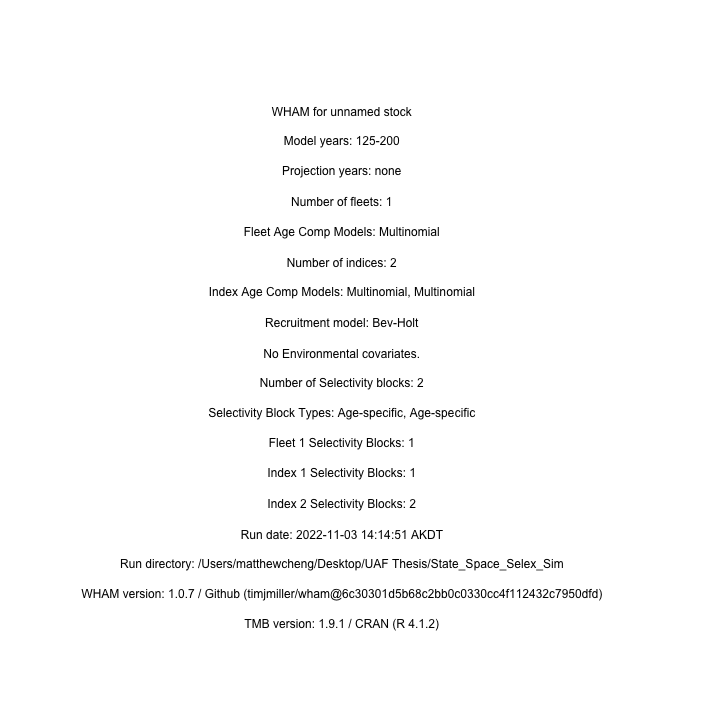 WHAM for unnamed stock
Model years: 125-200
Projection years: none
Number of fleets: 1
Fleet Age Comp Models: Multinomial
Number of indices: 2
Index Age Comp Models: Multinomial, Multinomial
Recruitment model: Bev-Holt
No Environmental covariates.
Number of Selectivity blocks: 2
Selectivity Block Types: Age-specific, Age-specific
Fleet 1 Selectivity Blocks: 1
Index 1 Selectivity Blocks: 1
Index 2 Selectivity Blocks: 2
Run date: 2022-11-03 14:14:51 AKDT
Run directory: /Users/matthewcheng/Desktop/UAF Thesis/State_Space_Selex_Sim
WHAM version: 1.0.7 / Github (timjmiller/wham@6c30301d5b68c2bb0c0330cc4f112432c7950dfd)
TMB version: 1.9.1 / CRAN (R 4.1.2)